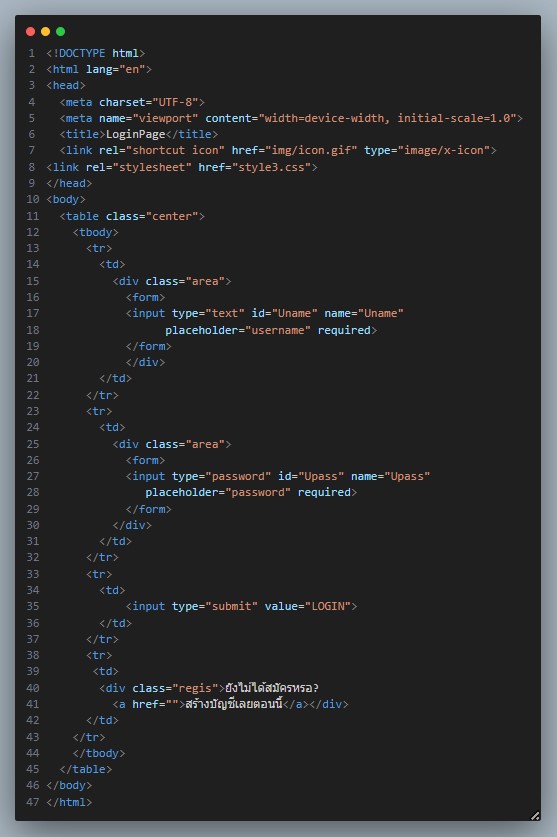 1 <!DOCTYPE html>
2 <html lang="en">
3 <head>
4   <meta charset="UTF-8">
5   <meta name="viewport" content="width=device-width, initial-scale=1.0">
6   <title>LoginPage</title>
7   <link rel="shortcut icon" href="img/icon.gif" type="image/x-icon">
8 <link rel="stylesheet" href="style3.css">
9 </head>
10 <body>
11   <table class="center">
12     <tbody>
13       <tr>
14         <td>
15           <div class="area">
16             <form>
17             <input type="text" id="Uname" name="Uname"
18                   placeholder="username" required>
19             </form>
20             </div>
21         </td>
22       </tr>
23       <tr>
24         <td>
25           <div class="area">
26             <form>
27             <input type="password" id="Upass" name="Upass"
28                placeholder="password" required>
29             </form>
30           </div>
31         </td>
32       </tr>
33       <tr>
34         <td>
35             <input type="submit" value="LOGIN">
36         </td>
37       </tr>
38       <tr>
39        <td>
40         <div class="regis">ยังไม่ได้สมัครหรอ?
41           <a href="">สร้างบัญชีเลยตอนนี้</a></div>
42        </td>
43     </tr>
44     </tbody>
45   </table>
46 </body>
47 </html>